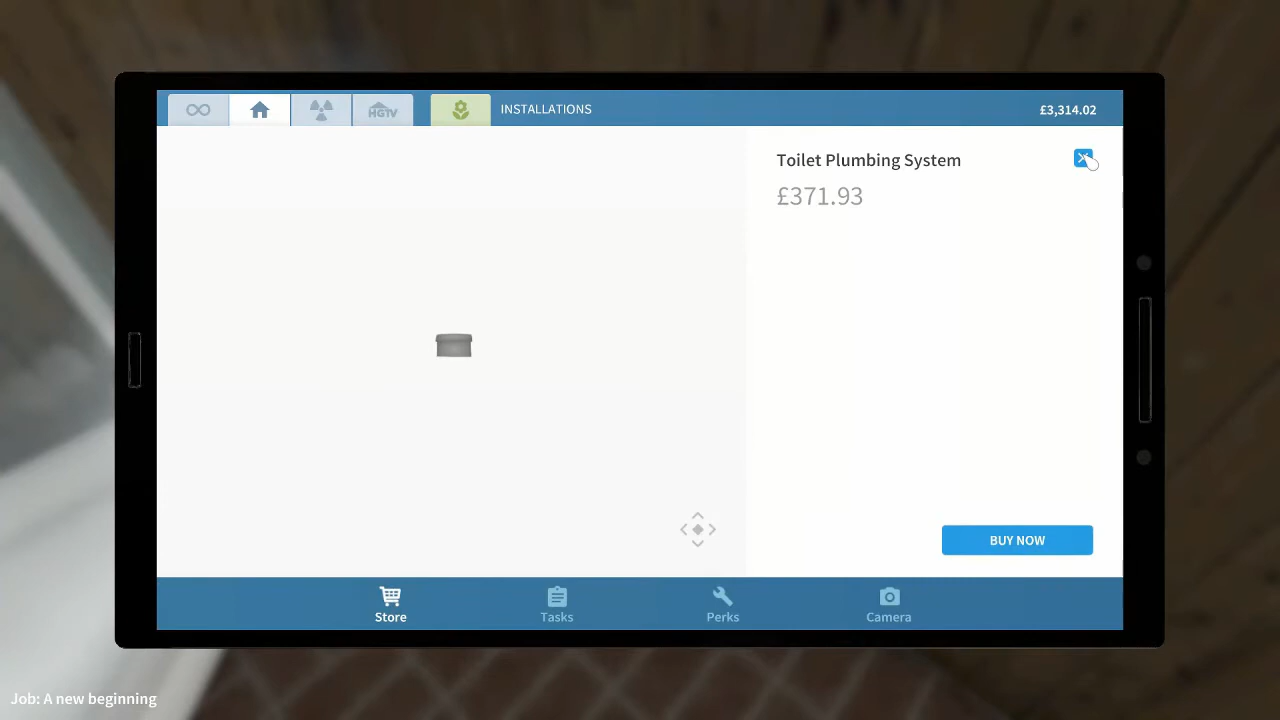 HGTV
INSTALLATIONS
£3,314.02
Toilet Plumbing System
£371.93
BUY NOW
Store
Tasks
Perks
Camera
Job: A new beginning